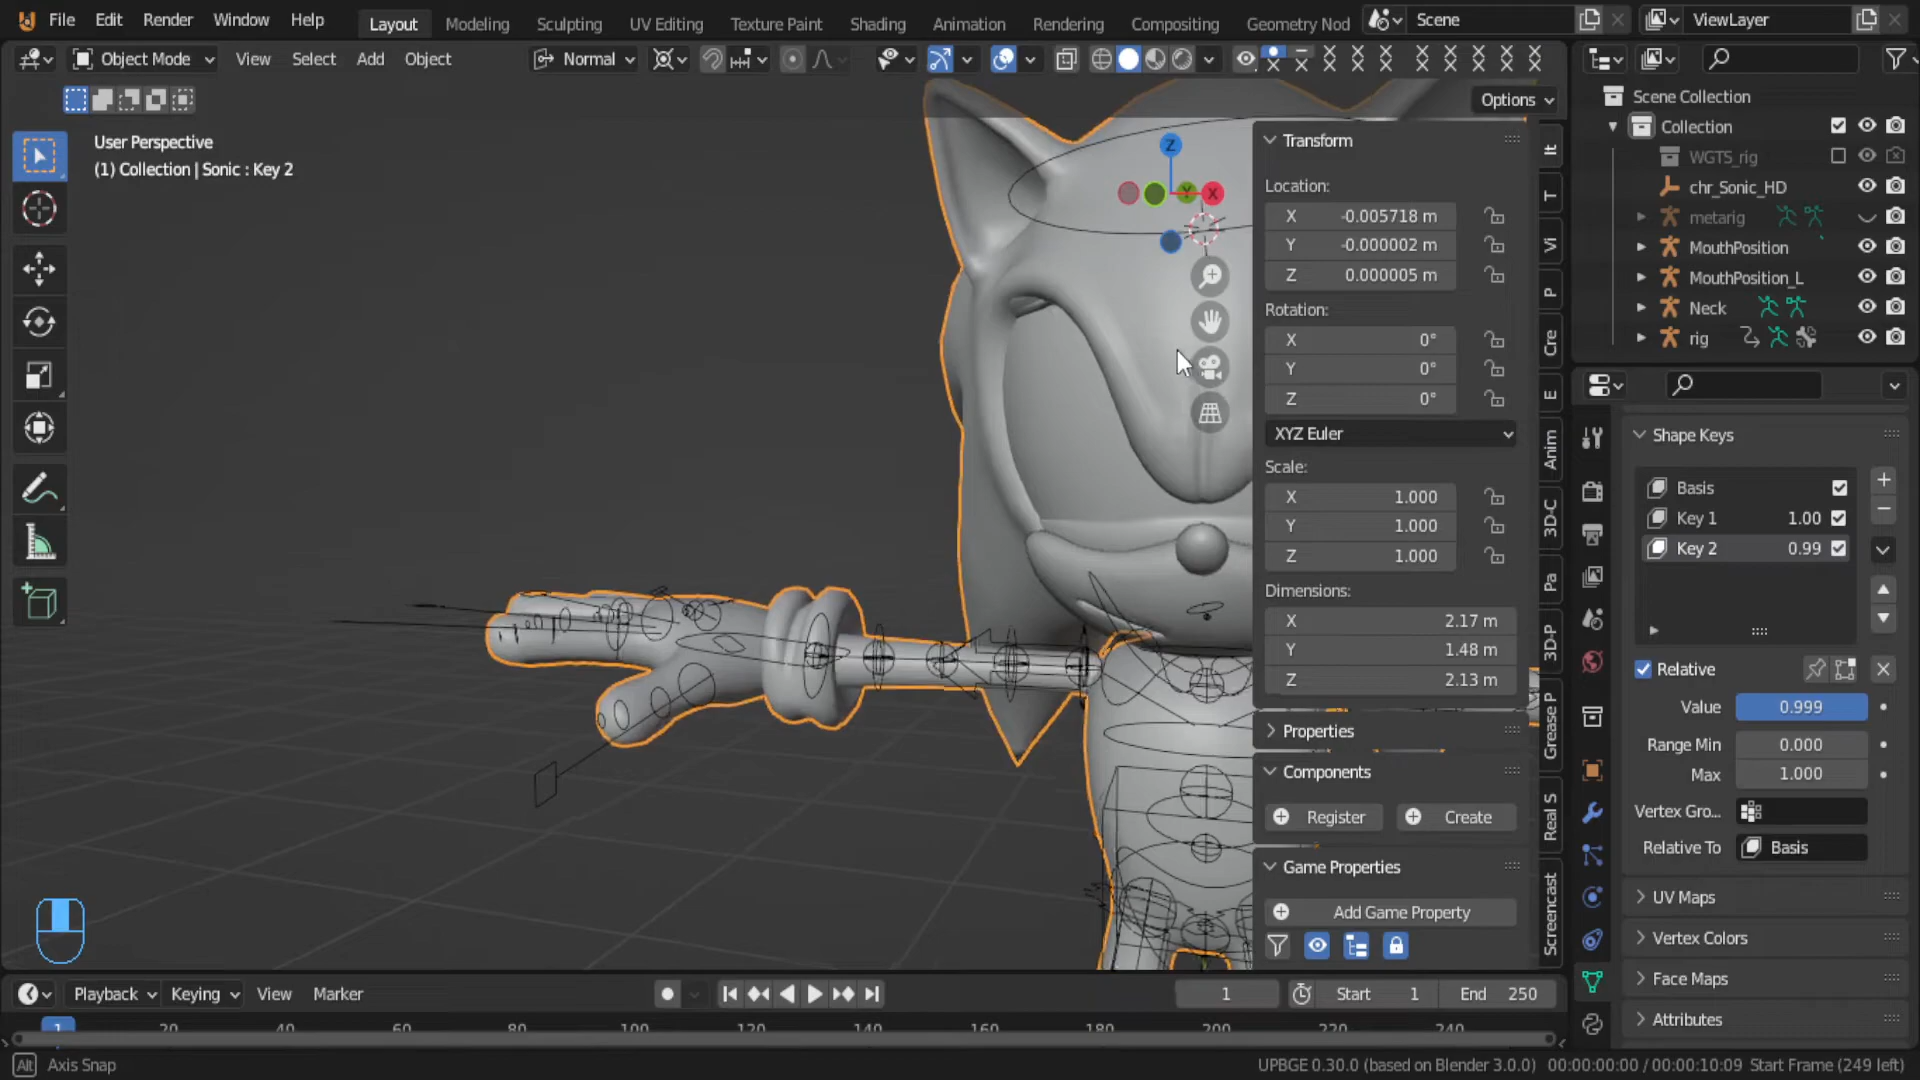 File Edit Render Window Help Layout Modeling Sculpting UV Editing Texture Paint Shading Animation Rendering Compositing Geometry Nod Scene ViewLayer
Object Mode View Select Add Object Normal
Options
User Perspective
(1) Collection | Sonic : Key 2
Z
Y
X
Transform
Location:
X -0.005718 m
Y -0.000002 m
Z 0.000005 m
Rotation:
X 0°
Y 0°
Z 0°
XYZ Euler
Scale:
X 1.000
Y 1.000
Z 1.000
Dimensions:
X 2.17 m
Y 1.48 m
Z 2.13 m
Properties
Components
Register Create
Game Properties
Add Game Property
It
T
Vi
P
Cre
E
Anim
3D-C
Pa
3D-P
Grease P
Real S
Screencast
Scene Collection
Collection
WGTS_rig
chr_Sonic_HD
metarig
MouthPosition
MouthPosition_L
Neck
rig
Shape Keys
Basis
Key 1 1.00
Key 2 0.99
Relative
Value 0.999
Range Min 0.000
Max 1.000
Vertex Gro...
Relative To Basis
UV Maps
Vertex Colors
Face Maps
Attributes
Playback Keying View Marker 1 Start 1 End 250
1 20 40 60 80 100 120 140 160 180 200 220 240
Alt Axis Snap UPBGE 0.30.0 (based on Blender 3.0.0) 00:00:00:00 / 00:00:10:09 Start Frame (249 left)